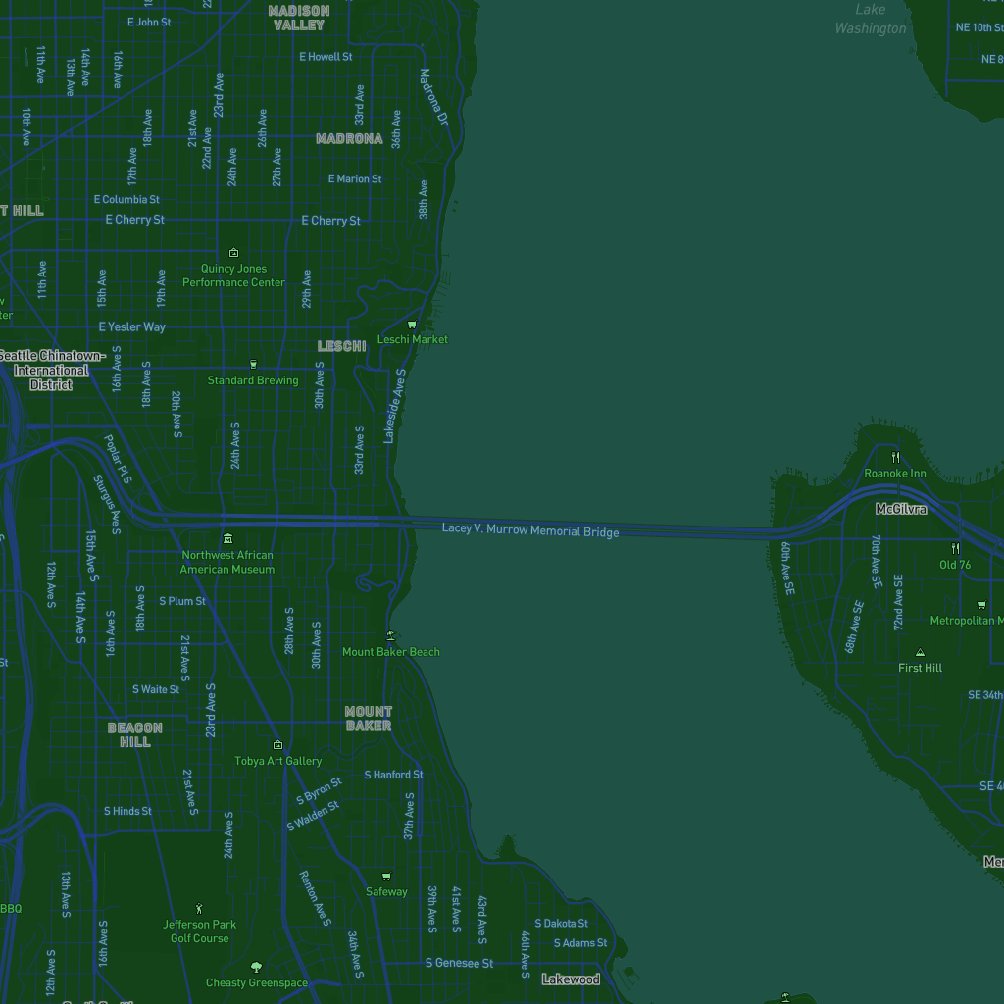 MADISON
VALLEY
E John St
Lake
Washington
NE 10th St
NE 8
E Howell St
11th Ave
13th Ave
14th Ave
16th Ave
23rd Ave
33rd Ave
Madrona Dr
10th Ave
18th Ave
21st Ave
22nd Ave
26th Ave
36th Ave
MADRONA
17th Ave
24th Ave
27th Ave
E Marion St
38th Ave
E Columbia St
T HILL
E Cherry St
E Cherry St
Quincy Jones
Performance Center
11th Ave
15th Ave
19th Ave
29th Ave
ter
E Yesler Way
Leschi Market
LESCHI
Seattle Chinatown-
International
District
16th Ave S
18th Ave S
Standard Brewing
30th Ave S
20th Ave S
Lakeside Ave S
24th Ave S
33rd Ave S
Poplar Pl S
Sturgus Ave S
Roanoke Inn
McGilvra
Lacey V. Murrow Memorial Bridge
15th Ave S
Northwest African
American Museum
60th Ave SE
70th Ave SE
Old 76
12th Ave S
14th Ave S
16th Ave S
18th Ave S
S Plum St
28th Ave S
30th Ave S
72nd Ave SE
68th Ave SE
Metropolitan M
21st Ave S
Mount Baker Beach
First Hill
St
S Waite St
23rd Ave S
SE 34th
MOUNT
BAKER
BEACON
HILL
Tobya Art Gallery
S Hanford St
21st Ave S
S Byron St
S Walden St
SE 4
S Hinds St
24th Ave S
37th Ave S
Mer
Safeway
13th Ave S
Renton Ave S
39th Ave S
41st Ave S
43rd Ave S
BBQ
Jefferson Park
Golf Course
S Dakota St
S Adams St
12th Ave S
16th Ave S
34th Ave S
46th Ave S
S Genesee St
Cheasty Greenspace
Lakewood